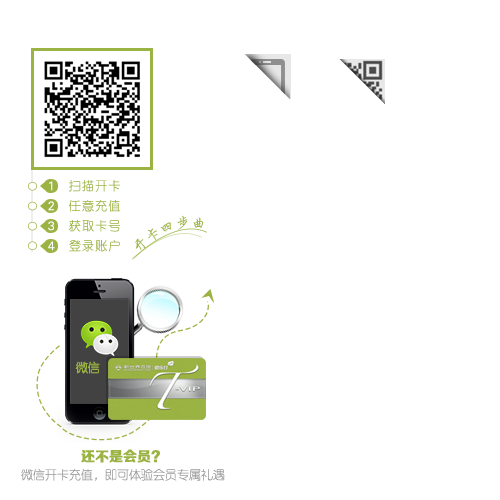 1 扫描开卡
2 任意充值
3 获取卡号
4 登录账户
开卡四步曲
微信
T-VIP
还不是会员?
微信开卡充值，即可体验会员专属礼遇